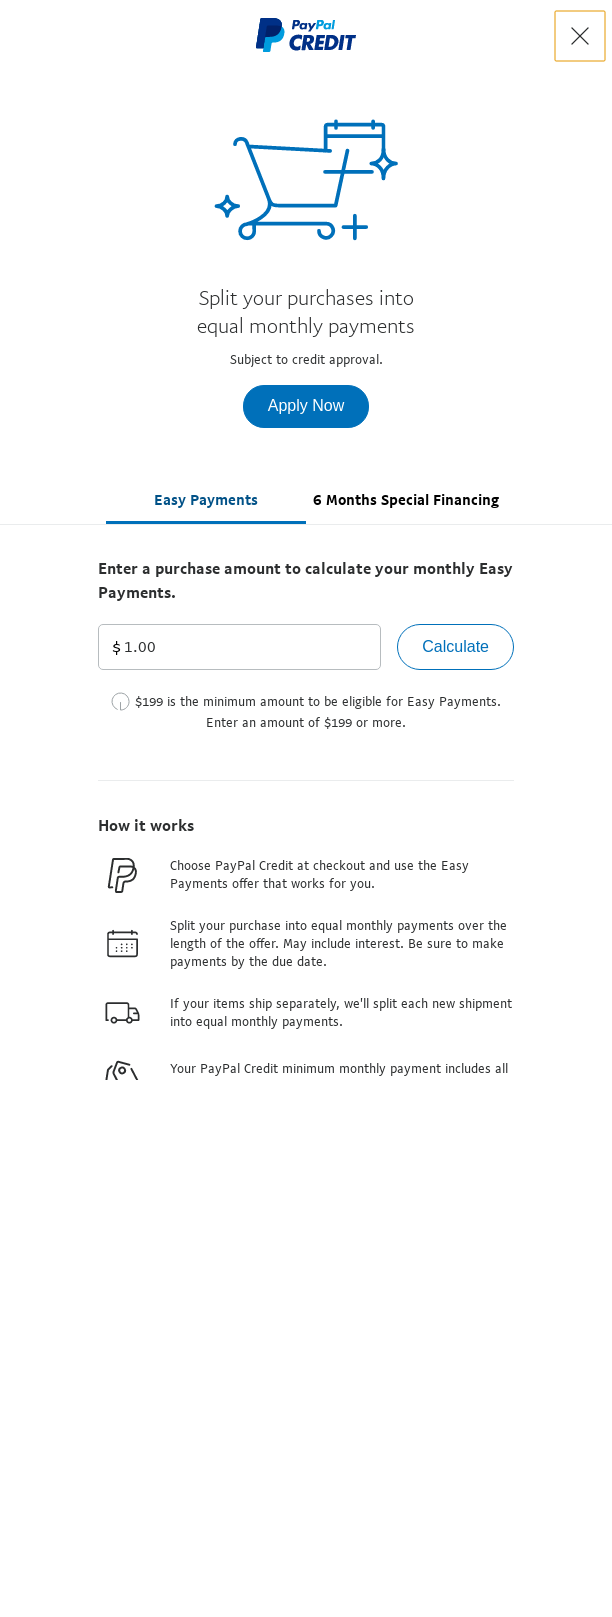 PayPal
CREDIT
Split your purchases into
equal monthly payments
Subject to credit approval.
Apply Now
Easy Payments
6 Months Special Financing
Enter a purchase amount to calculate your monthly Easy
Payments.
$ 1.00
Calculate
$199 is the minimum amount to be eligible for Easy Payments.
Enter an amount of $199 or more.
How it works
Choose PayPal Credit at checkout and use the Easy
Payments offer that works for you.
Split your purchase into equal monthly payments over the
length of the offer. May include interest. Be sure to make
payments by the due date.
If your items ship separately, we'll split each new shipment
into equal monthly payments.
Your PayPal Credit minimum monthly payment includes all